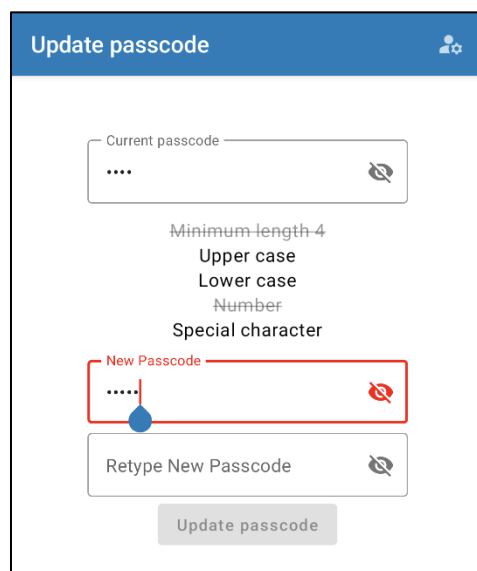 Update passcode
Current passcode
••••
Minimum length 4
Upper case
Lower case
Number
Special character
New Passcode
•••••
Retype New Passcode
Update passcode